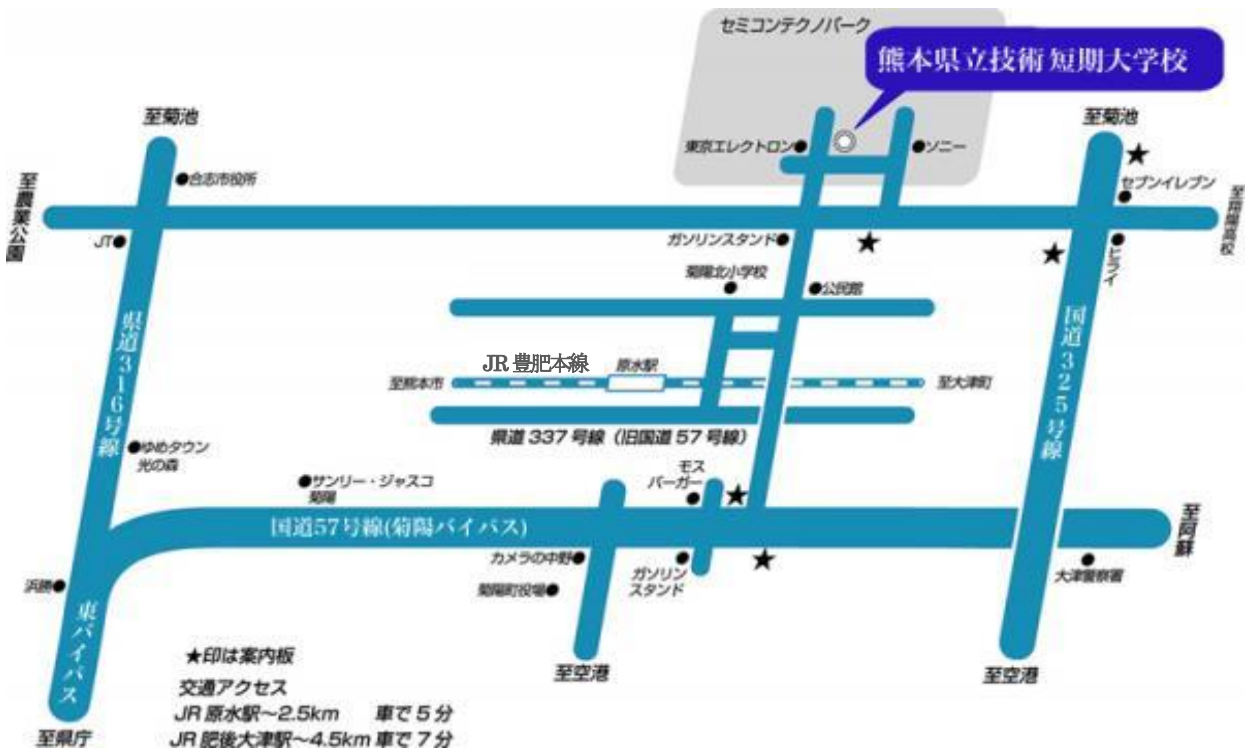 セミコンテクノパーク
熊本県立技術短期大学校
至菊池
至菊池
東京エレクトロン
ソニー
合志市役所
セブンイレブン
至農業公園
至翔陽高校
JT
ガソリンスタンド
ヒライ
菊陽北小学校
公民館
県道316号線
国道325号線
JR 豊肥本線
原水駅
至熊本市
至大津町
県道 337 号線（旧国道 57 号線）
ゆめタウン
光の森
サンリー・ジャスコ
菊陽
モス
バーガー
国道57号線(菊陽バイパス)
至阿蘇
カメラの中野
ガソリン
スタンド
大津警察署
浜勝
菊陽町役場
東バイパス
★印は案内板
至空港
至空港
交通アクセス
JR 原水駅～2.5km 車で 5 分
至県庁
JR 肥後大津駅～4.5km 車で 7 分